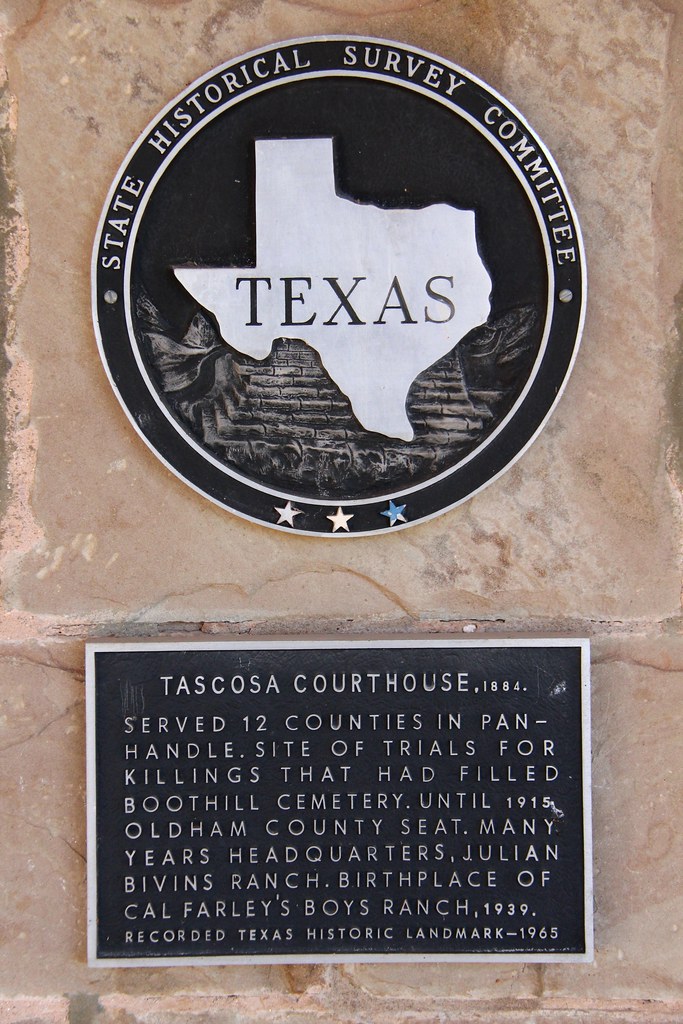 STATE HISTORICAL SURVEY COMMITTEE
TEXAS
TASCOSA COURTHOUSE, 1884.
SERVED 12 COUNTIES IN PAN-
HANDLE. SITE OF TRIALS FOR
KILLINGS THAT HAD FILLED
BOOTHILL CEMETERY. UNTIL 1915,
OLDHAM COUNTY SEAT. MANY
YEARS HEADQUARTERS, JULIAN
BIVINS RANCH. BIRTHPLACE OF
CAL FARLEY'S BOYS RANCH, 1939.
RECORDED TEXAS HISTORIC LANDMARK-1965